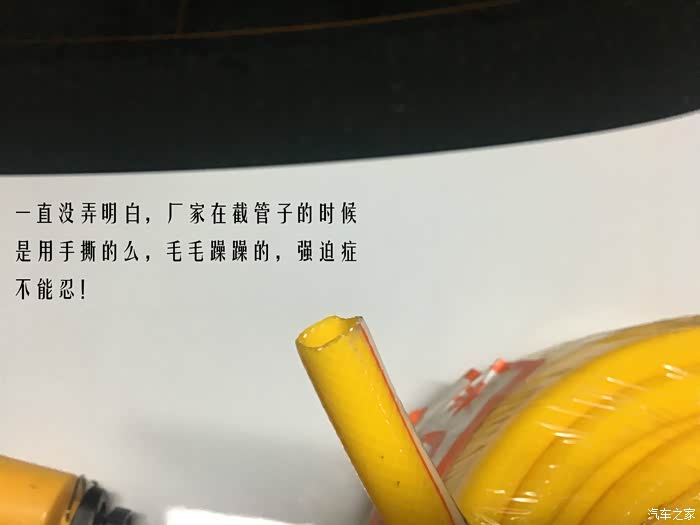 一直没弄明白，厂家在截管子的时候
是用手撕的么，毛毛躁躁的，强迫症
不能忍！
汽车之家